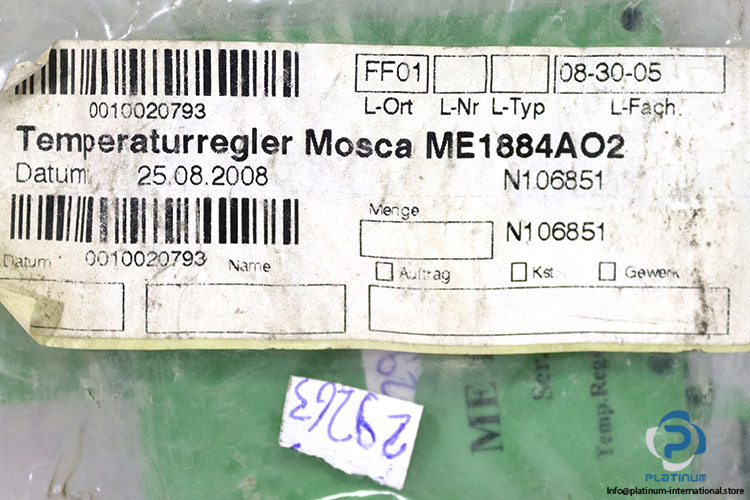 FF01 08-30-05
0010020793 L-Ort L-Nr L-Typ L-Fach
Temperaturregler Mosca ME1884AO2
Datum 25.08.2008 N106851
Menge
N106851
Datum 0010020793 Name Auftrag Kst Gewerk
29263
ME
Temp.Reg
PLATINUM
Info@platinum-international.store